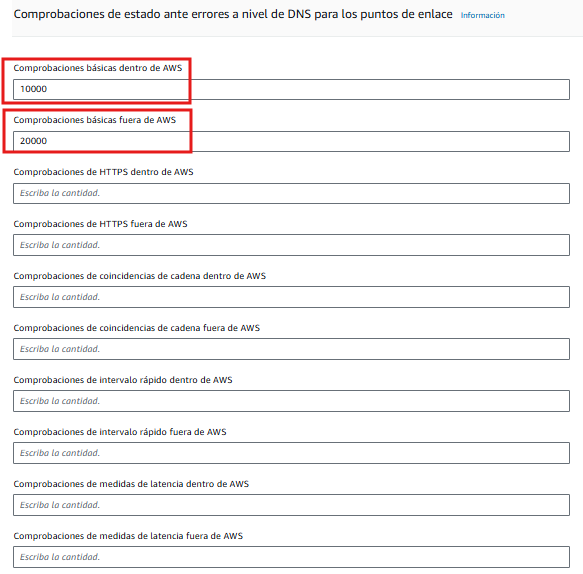 Comprobaciones de estado ante errores a nivel de DNS para los puntos de enlace Información
Comprobaciones básicas dentro de AWS
10000
Comprobaciones básicas fuera de AWS
20000
Comprobaciones de HTTPS dentro de AWS
Escriba la cantidad.
Comprobaciones de HTTPS fuera de AWS
Escriba la cantidad.
Comprobaciones de coincidencias de cadena dentro de AWS
Escriba la cantidad.
Comprobaciones de coincidencias de cadena fuera de AWS
Escriba la cantidad.
Comprobaciones de intervalo rápido dentro de AWS
Escriba la cantidad.
Comprobaciones de intervalo rápido fuera de AWS
Escriba la cantidad.
Comprobaciones de medidas de latencia dentro de AWS
Escriba la cantidad.
Comprobaciones de medidas de latencia fuera de AWS
Escriba la cantidad.